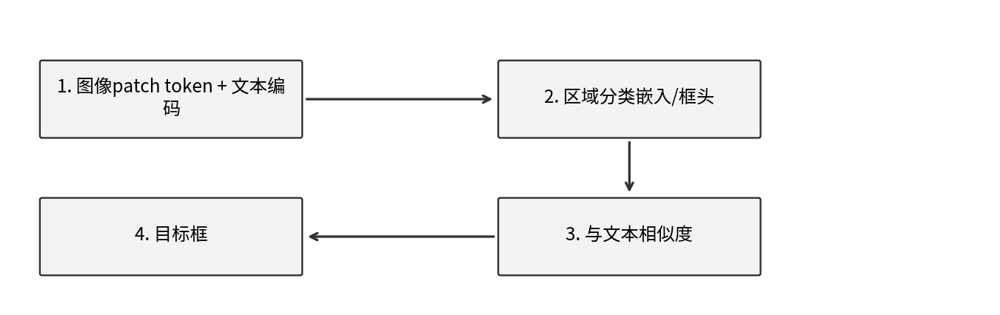 1. 图像patch token + 文本编
码
2. 区域分类嵌入/框头
3. 与文本相似度
4. 目标框